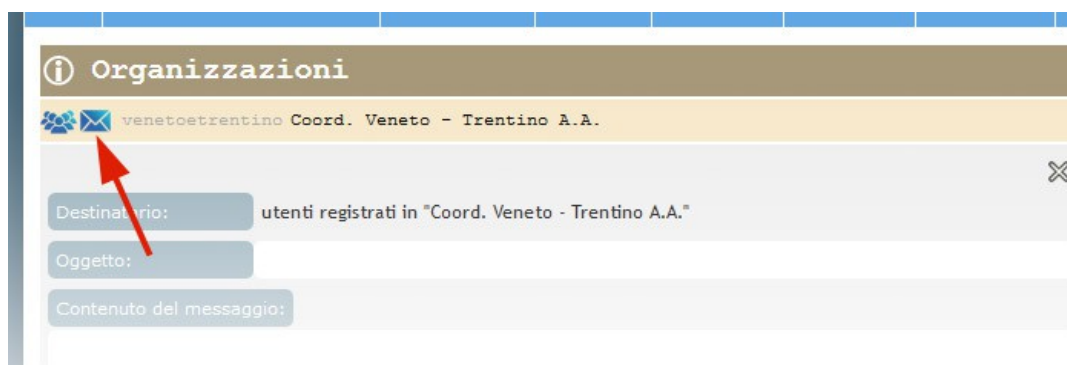 Organizzazioni
venetoetrentino Coord. Veneto - Trentino A.A.
Destinatario: utenti registrati in "Coord. Veneto - Trentino A.A."
Oggetto:
Contenuto del messaggio: